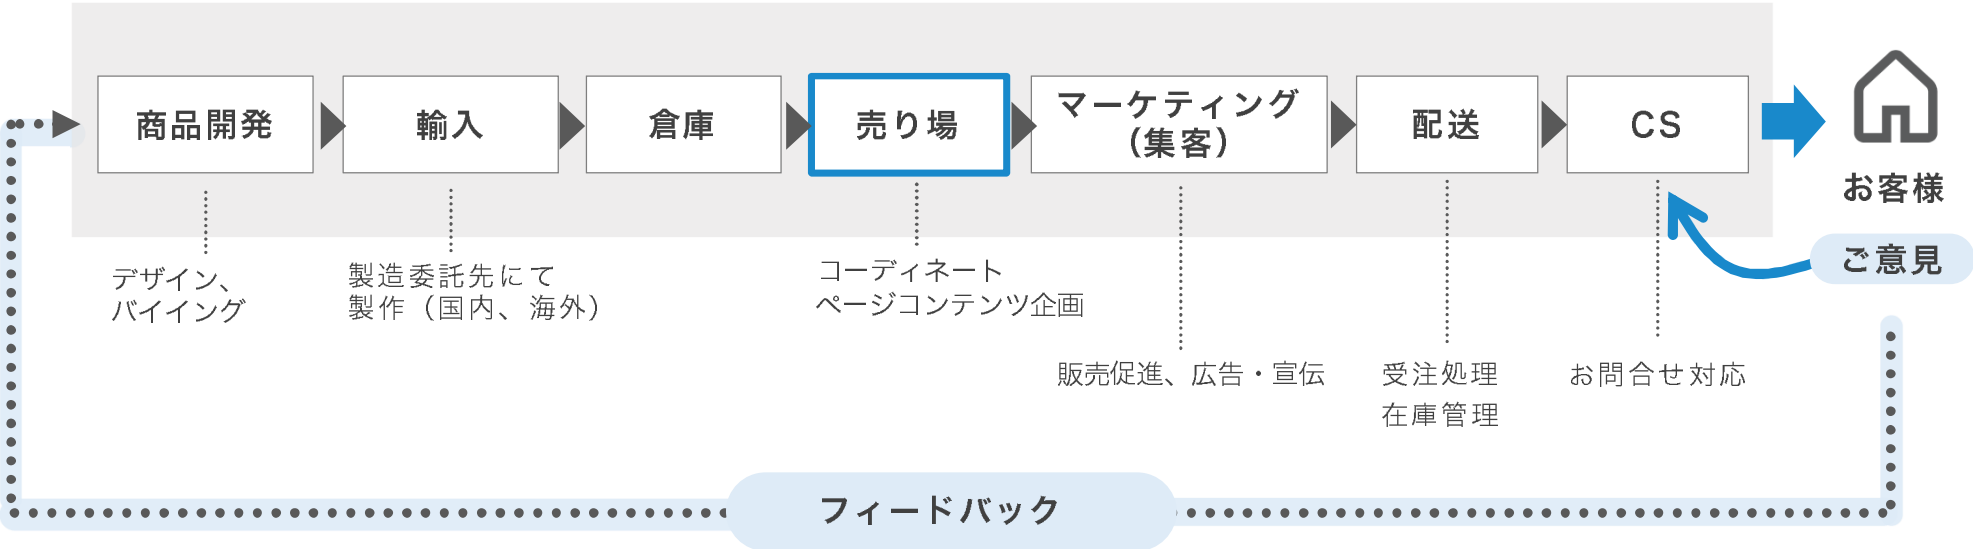 商品開発
輸入
倉庫
売り場
マーケティング
（集客）
配送
CS
お客様
ご意見
デザイン、
バイイング
製造委託先にて
製作（国内、海外）
コーディネート
ページコンテンツ企画
販売促進、広告・宣伝
受注処理
在庫管理
お問合せ対応
フィードバック